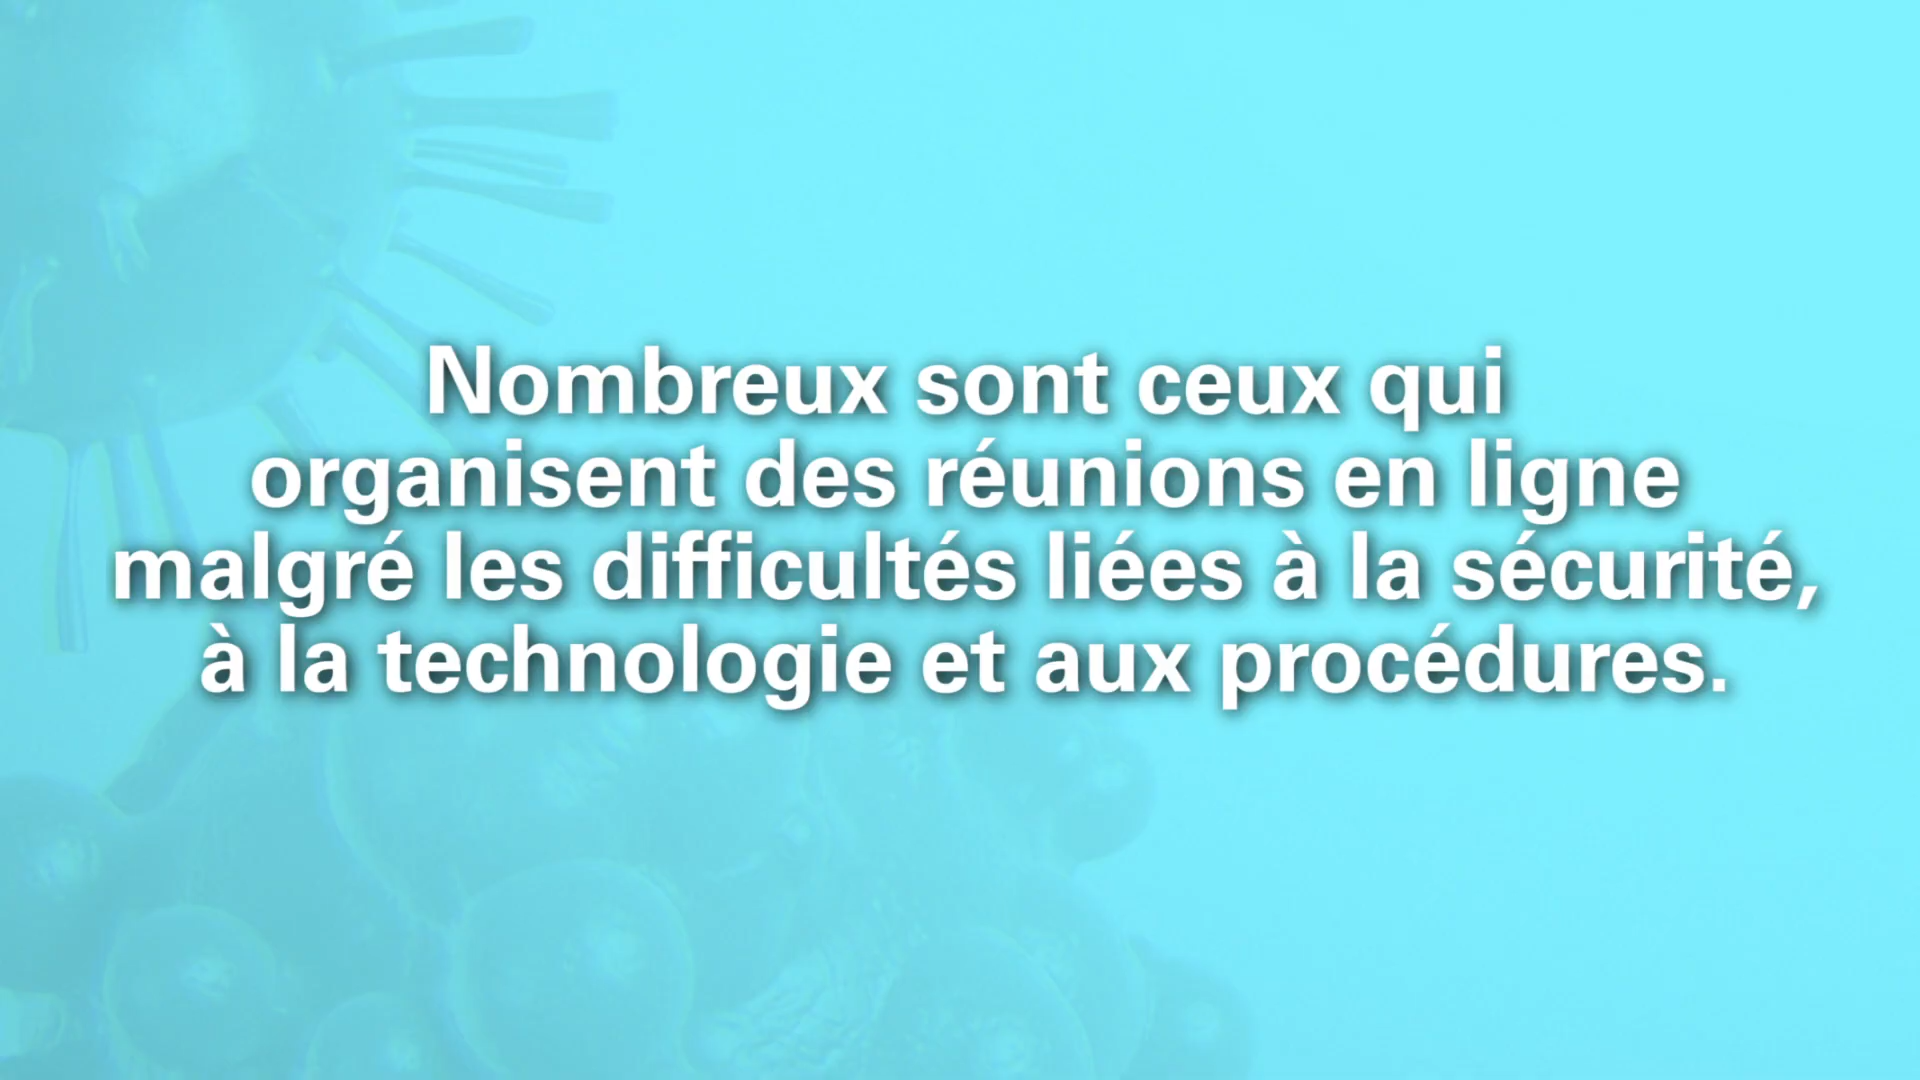 Nombreux sont ceux qui
organisent des réunions en ligne
malgré les difficultés liées à la sécurité,
à la technologie et aux procédures.